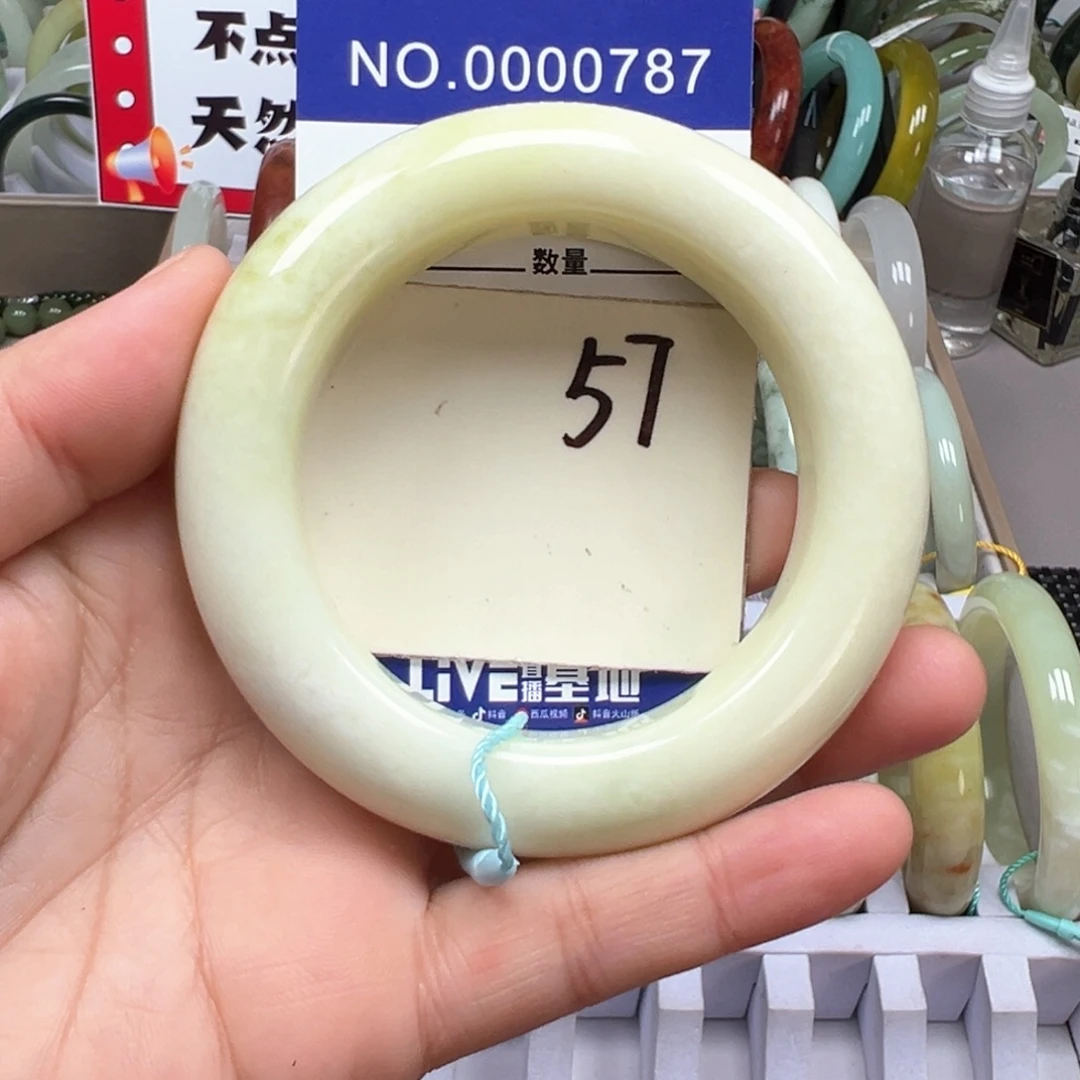 不点
天然
NO.0000787
数量
57
LiVE直播基地
抖音 西瓜视频 抖音火山